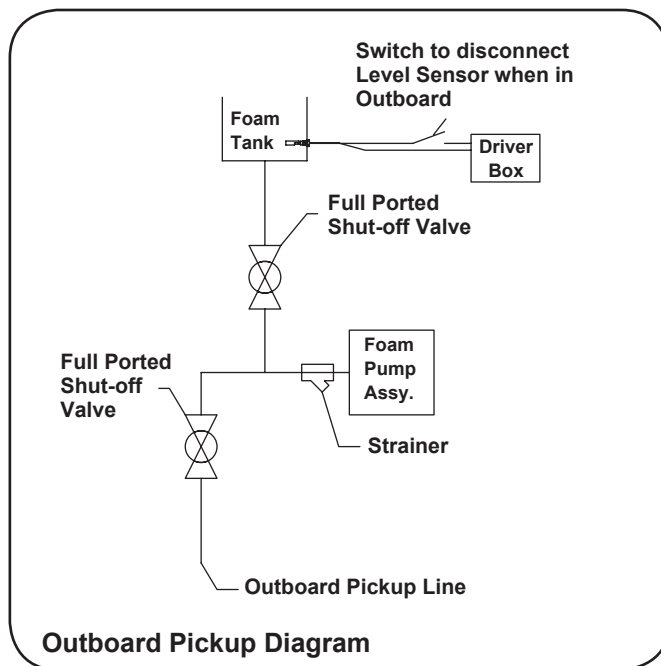 Switch to disconnect
Level Sensor when in
Outboard
Foam
Tank
Driver
Box
Full Ported
Shut-off Valve
Full Ported
Shut-off
Valve
Foam
Pump
Assy.
Strainer
Outboard Pickup Line
Outboard Pickup Diagram